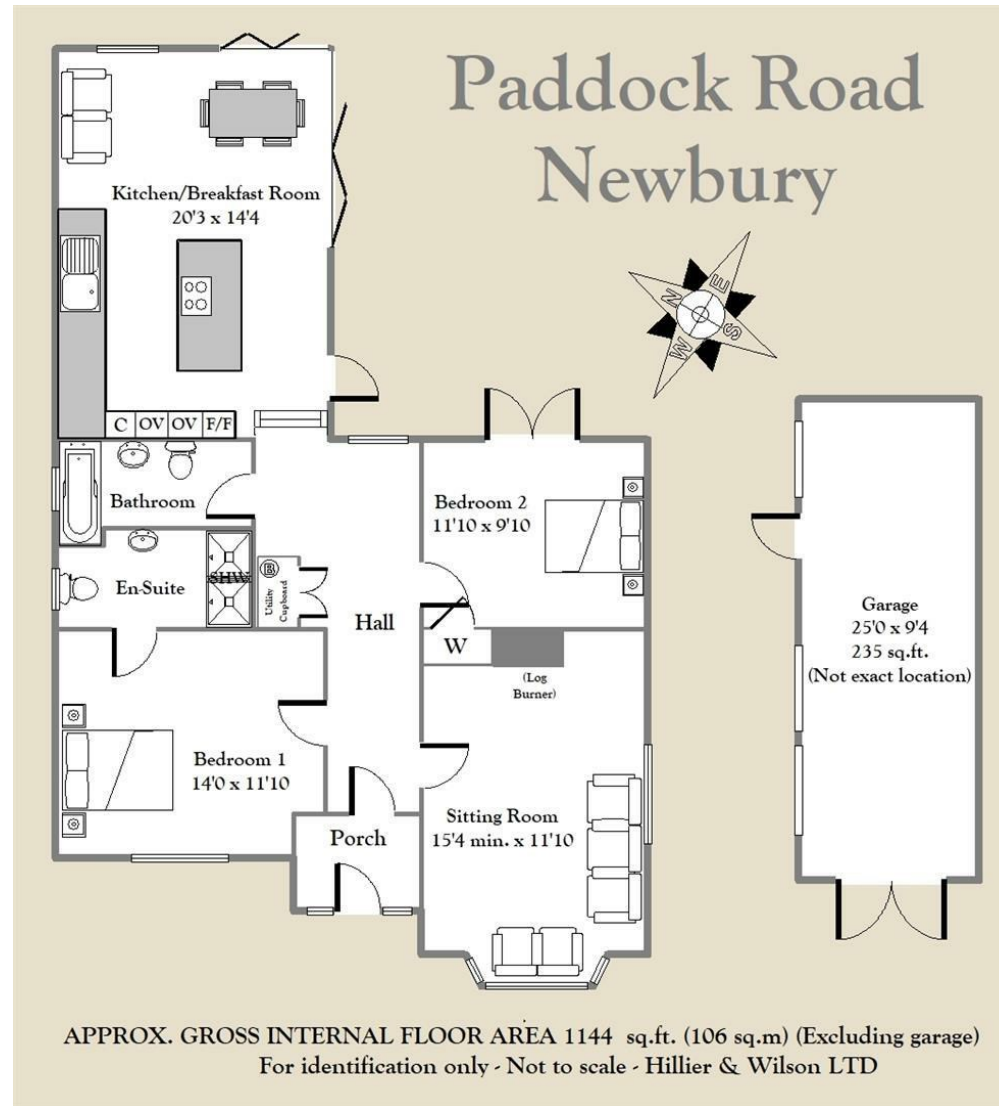 Paddock Road
Newbury
Kitchen/Breakfast Room
20'3 x 14'4
N
E
S
W
C OV OV F/F
Bathroom
Bedroom 2
11'10 x 9'10
En-Suite
SHWR
B
Utility
Cupboard
Hall
W
(Log
Burner)
Garage
25'0 x 9'4
235 sq.ft.
(Not exact location)
Bedroom 1
14'0 x 11'10
Porch
Sitting Room
15'4 min. x 11'10
APPROX. GROSS INTERNAL FLOOR AREA 1144 sq.ft. (106 sq.m) (Excluding garage)
For identification only - Not to scale - Hillier & Wilson LTD